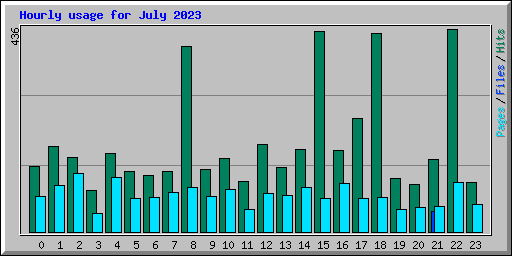 Hourly usage for July 2023
436
Pages / Files / Hits
0 1 2 3 4 5 6 7 8 9 10 11 12 13 14 15 16 17 18 19 20 21 22 23